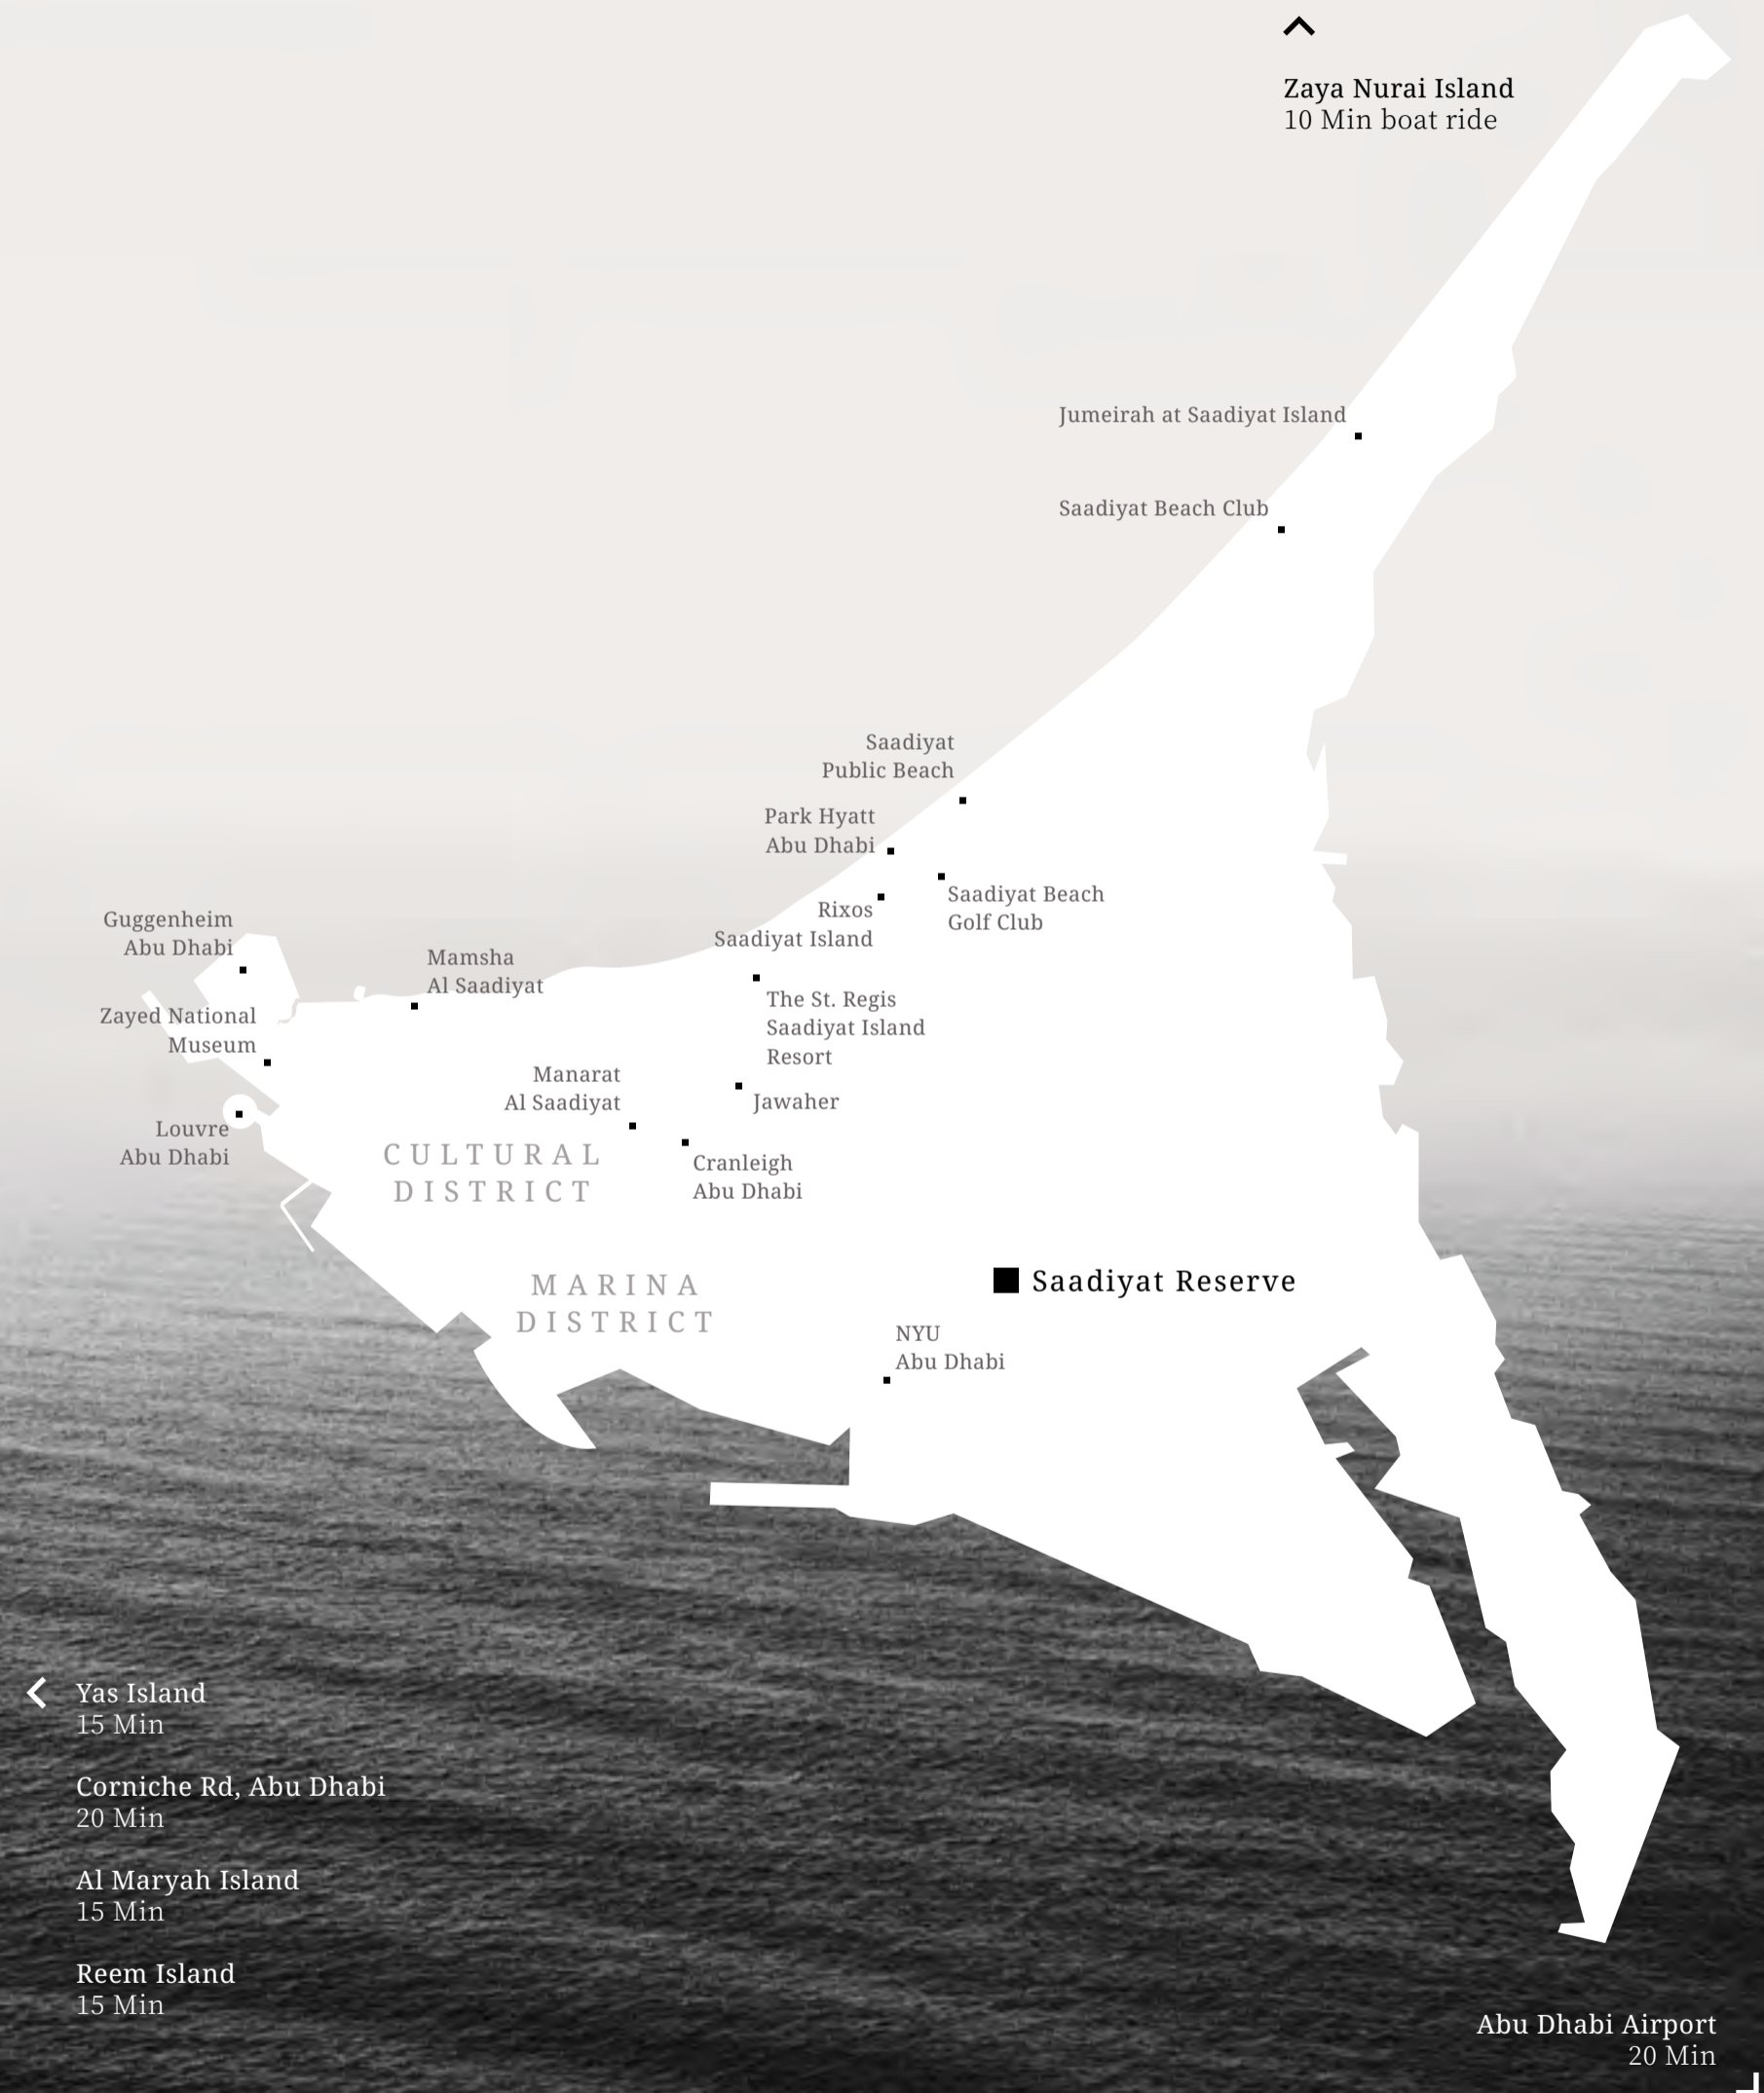 Zaya Nurai Island
10 Min boat ride
Jumeirah at Saadiyat Island
Saadiyat Beach Club
Saadiyat
Public Beach
Park Hyatt
Abu Dhabi
Saadiyat Beach
Golf Club
Rixos
Saadiyat Island
Guggenheim
Abu Dhabi
Mamsha
Al Saadiyat
The St. Regis
Saadiyat Island
Resort
Zayed National
Museum
Manarat
Al Saadiyat
Jawaher
Louvre
Abu Dhabi
CULTURAL
DISTRICT
Cranleigh
Abu Dhabi
MARINA
DISTRICT
Saadiyat Reserve
NYU
Abu Dhabi
Yas Island
15 Min
Corniche Rd, Abu Dhabi
20 Min
Al Maryah Island
15 Min
Reem Island
15 Min
Abu Dhabi Airport
20 Min